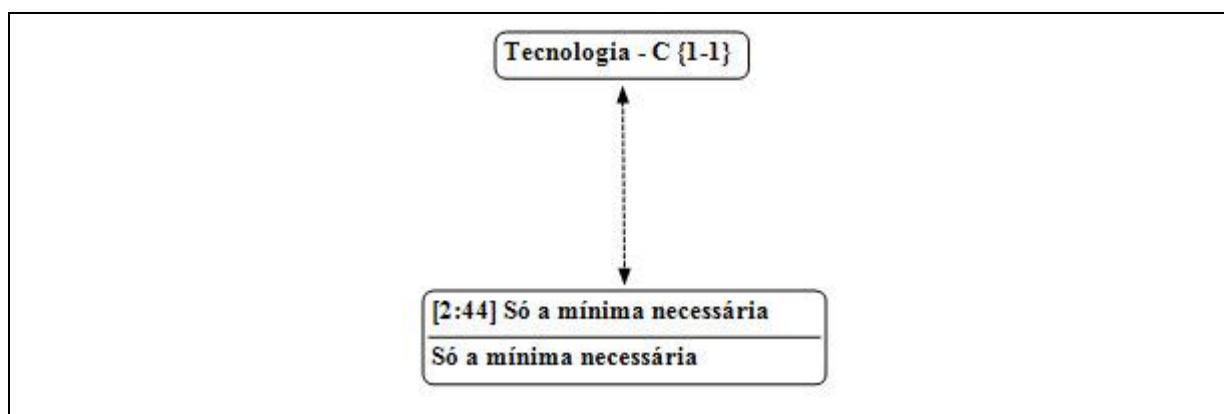 Tecnologia - C {1-1}
[2:44] Só a mínima necessária
Só a mínima necessária